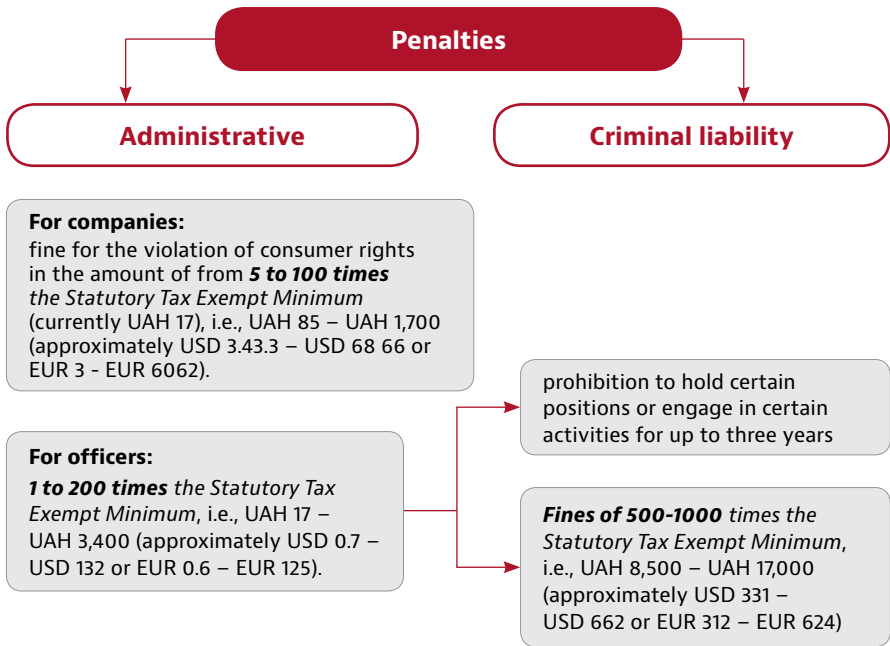 Penalties
Administrative
Criminal liability
For companies:
fine for the violation of consumer rights
in the amount of from 5 to 100 times
the Statutory Tax Exempt Minimum
(currently UAH 17), i.e., UAH 85 – UAH 1,700
(approximately USD 3.43.3 – USD 68 66 or
EUR 3 - EUR 6062).
For officers:
1 to 200 times the Statutory Tax
Exempt Minimum, i.e., UAH 17 –
UAH 3,400 (approximately USD 0.7 –
USD 132 or EUR 0.6 – EUR 125).
prohibition to hold certain
positions or engage in certain
activities for up to three years
Fines of 500-1000 times the
Statutory Tax Exempt Minimum,
i.e., UAH 8,500 – UAH 17,000
(approximately USD 331 –
USD 662 or EUR 312 – EUR 624)